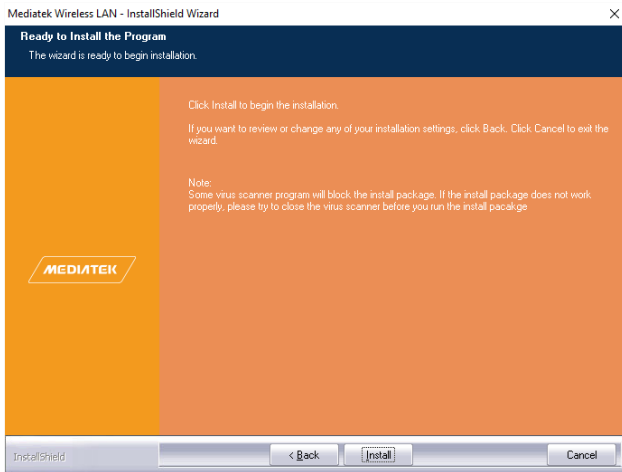 Mediatek Wireless LAN - InstallShield Wizard
Ready to Install the Program
The wizard is ready to begin installation.
Click Install to begin the installation.
If you want to review or change any of your installation settings, click Back. Click Cancel to exit the
wizard.
Note:
Some virus scanner program will block the install package. If the install package does not work
properly, please try to close the virus scanner before you run the install pacakge
MEDIATEK
InstallShield
< Back
Install
Cancel